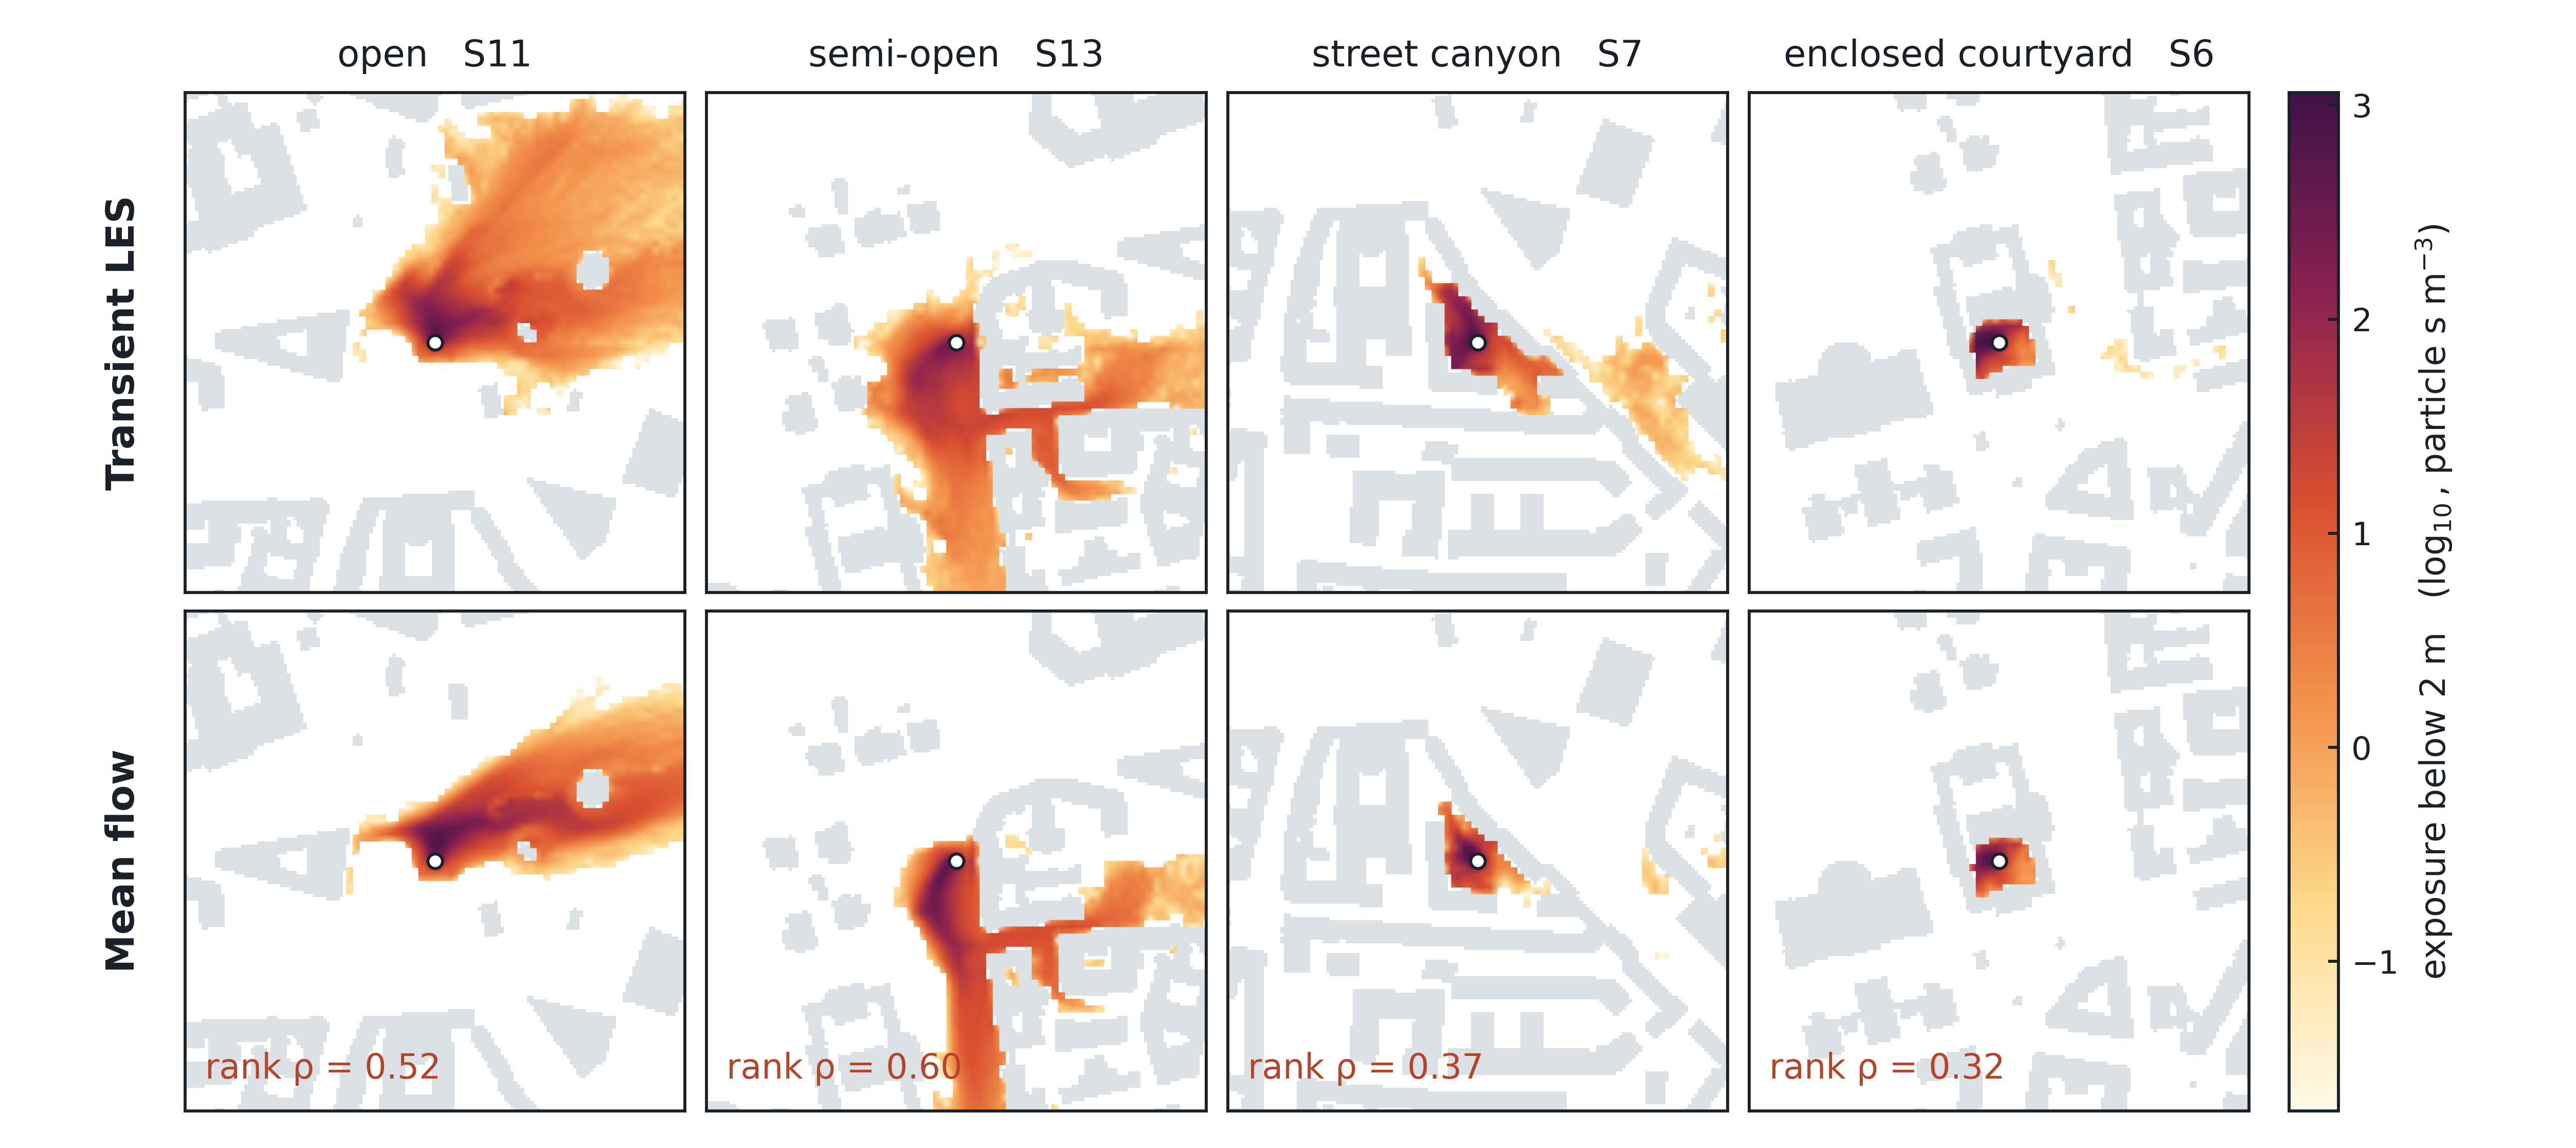 open   S11
semi-open   S13
street canyon   S7
enclosed courtyard   S6
Transient LES
Mean flow
rank ρ = 0.52
rank ρ = 0.60
rank ρ = 0.37
rank ρ = 0.32
3
2
1
0
−1
exposure below 2 m   (log₁₀, particle s m⁻³)